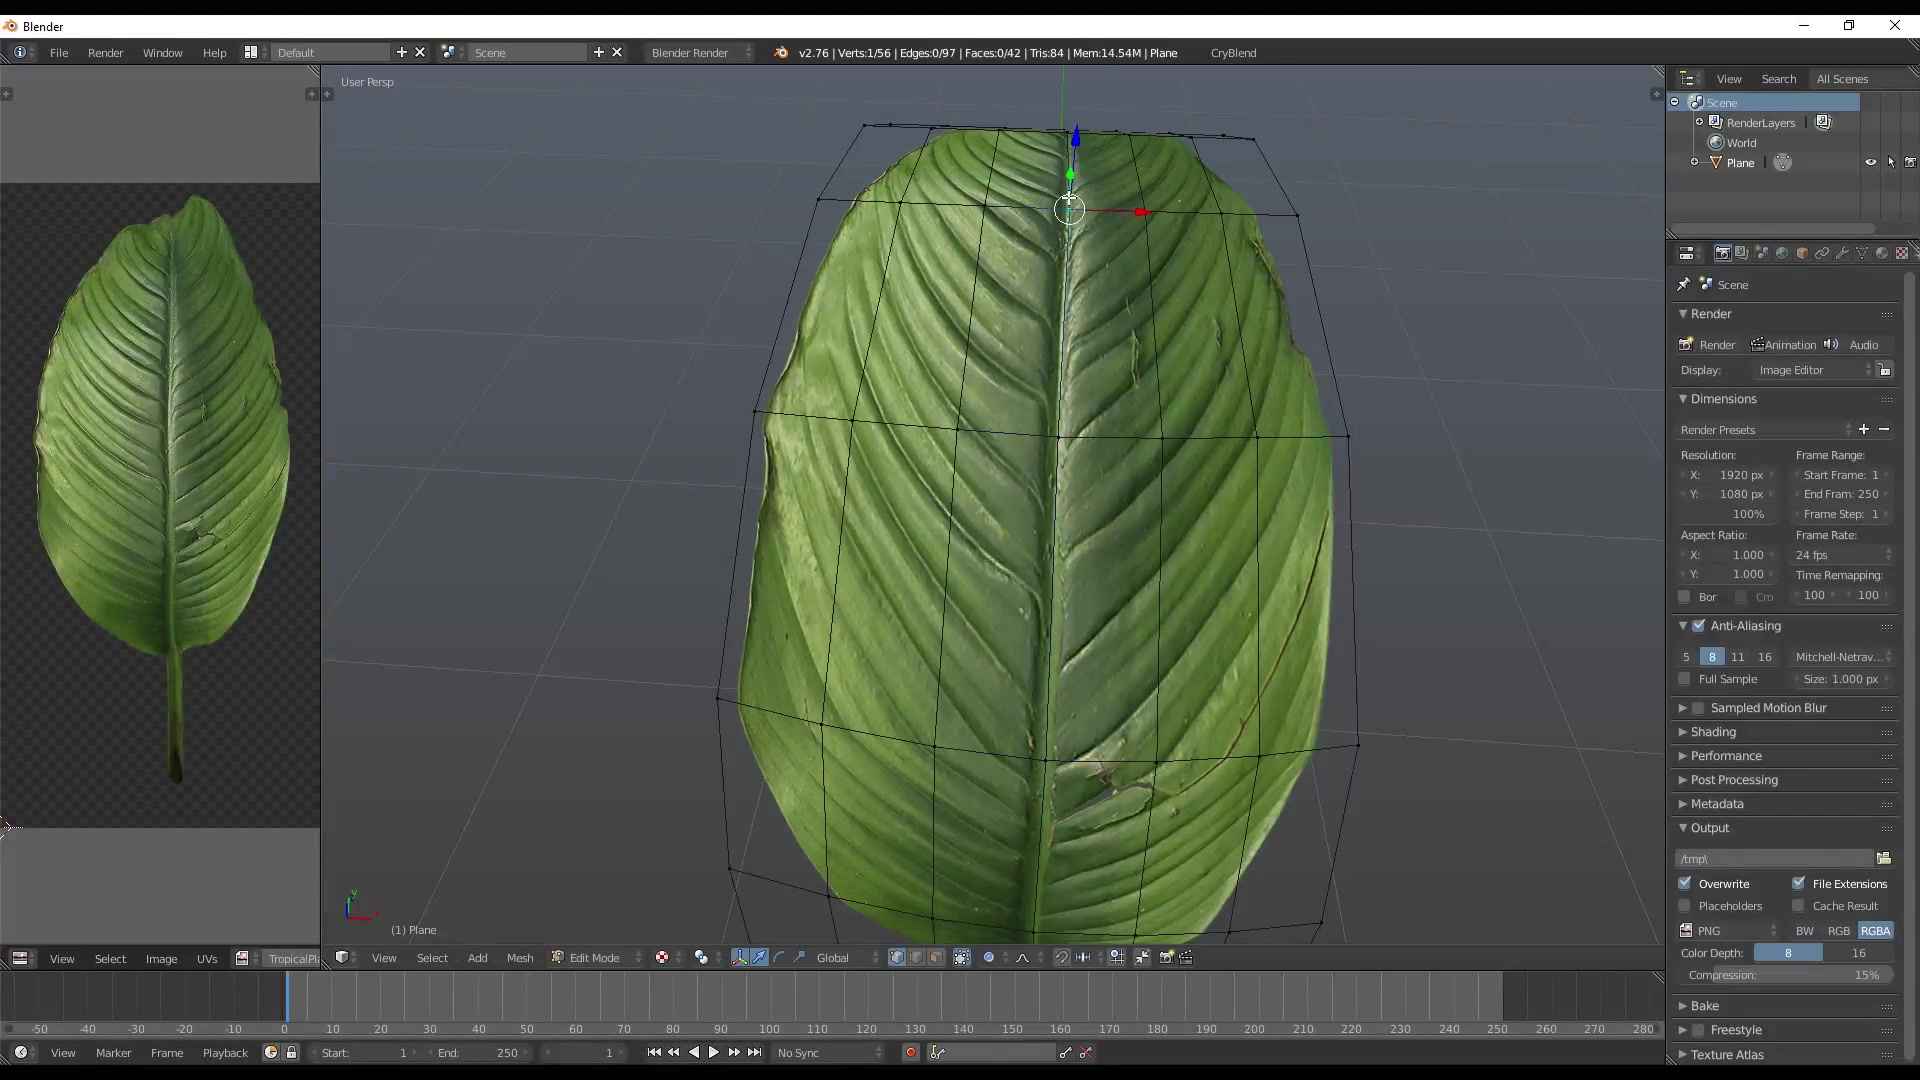 Blender
File Render Window Help Default Scene Blender Render v2.76 | Verts:1/56 | Edges:0/97 | Faces:0/42 | Tris:84 | Mem:14.54M | Plane CryBlend
User Persp
View Search All Scenes
Scene
RenderLayers |
World
Plane |
Scene
Render
Render Animation Audio
Display: Image Editor
Dimensions
Render Presets
Resolution: Frame Range:
X: 1920 px Start Frame: 1
Y: 1080 px End Fram: 250
100% Frame Step: 1
Aspect Ratio: Frame Rate:
X: 1.000 24 fps
Y: 1.000 Time Remapping:
Bor Cro 100 100
Anti-Aliasing
5 8 11 16 Mitchell-Netrav...
Full Sample Size: 1.000 px
Sampled Motion Blur
Shading
Performance
Post Processing
Metadata
Output
/tmp\
Overwrite File Extensions
Placeholders Cache Result
PNG BW RGB RGBA
Color Depth: 8 16
Compression: 15%
Bake
Freestyle
Texture Atlas
y
x
(1) Plane
View Select Image UVs TropicalPla
View Select Add Mesh Edit Mode Global
-50 -40 -30 -20 -10 0 10 20 30 40 50 60 70 80 90 100 110 120 130 140 150 160 170 180 190 200 210 220 230 240 250 260 270 280
View Marker Frame Playback Start: 1 End: 250 1 No Sync